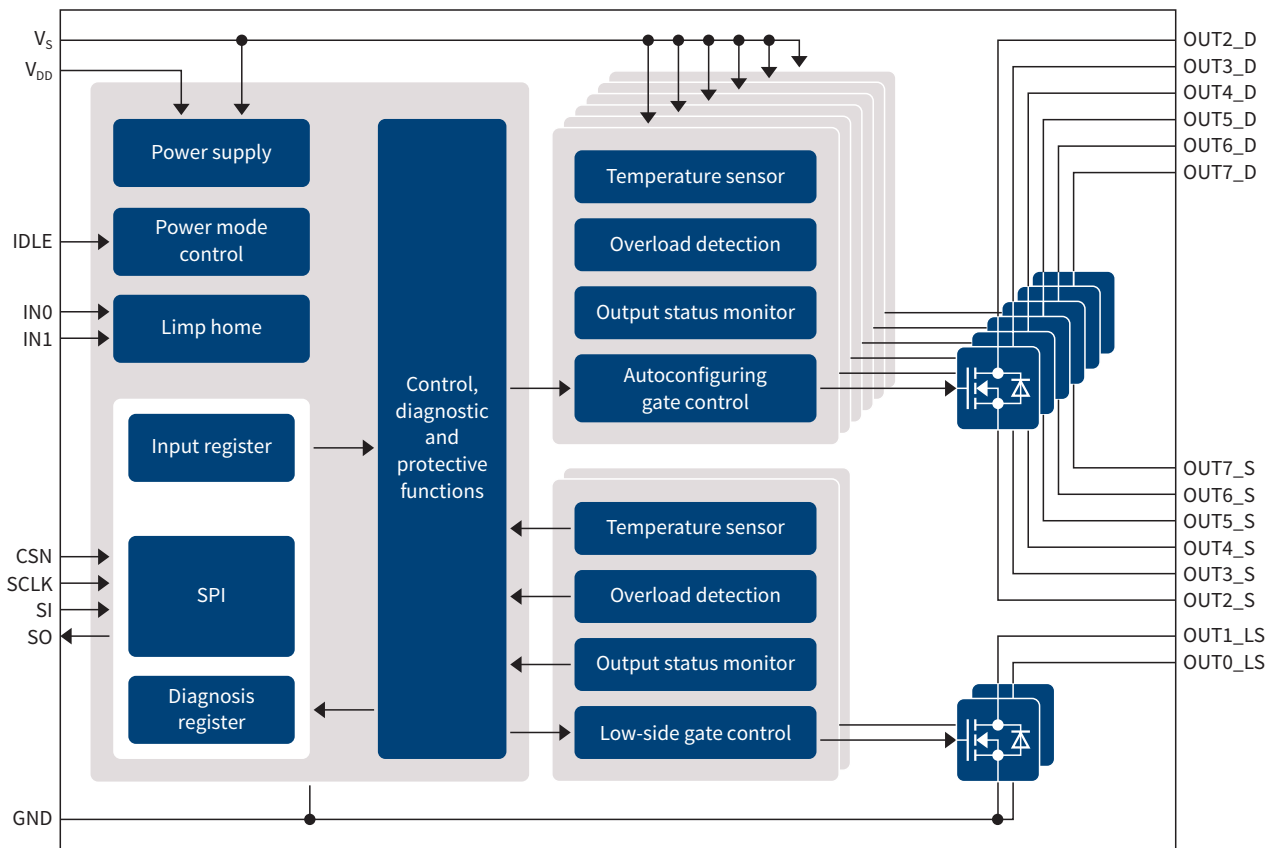 VS
VDD
IDLE
IN0
IN1
CSN
SCLK
SI
SO
GND
Power supply
Power mode
control
Limp home
Input register
SPI
Diagnosis
register
Control,
diagnostic
and
protective
functions
Temperature sensor
Overload detection
Output status monitor
Autoconfiguring
gate control
Temperature sensor
Overload detection
Output status monitor
Low-side gate control
OUT2_D
OUT3_D
OUT4_D
OUT5_D
OUT6_D
OUT7_D
OUT7_S
OUT6_S
OUT5_S
OUT4_S
OUT3_S
OUT2_S
OUT1_LS
OUT0_LS